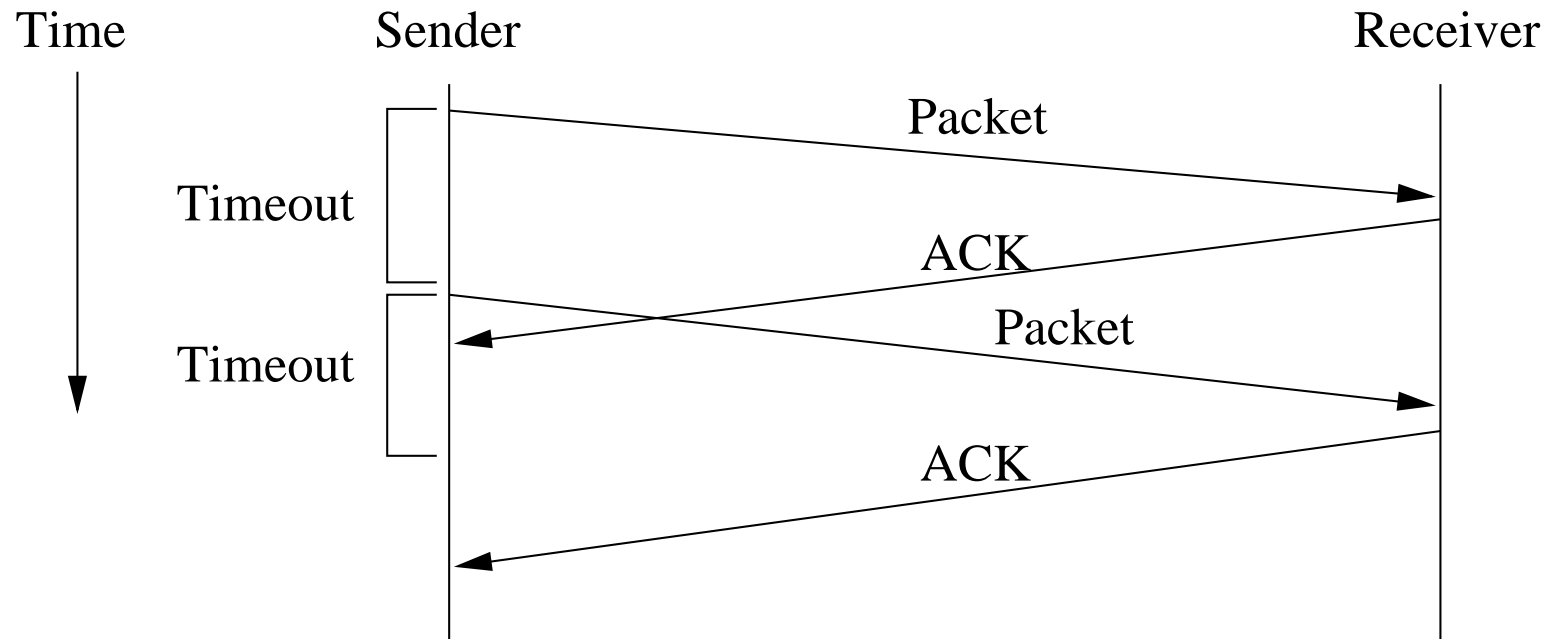 Time
Sender
Receiver
Packet
Timeout
ACK
Packet
Timeout
ACK